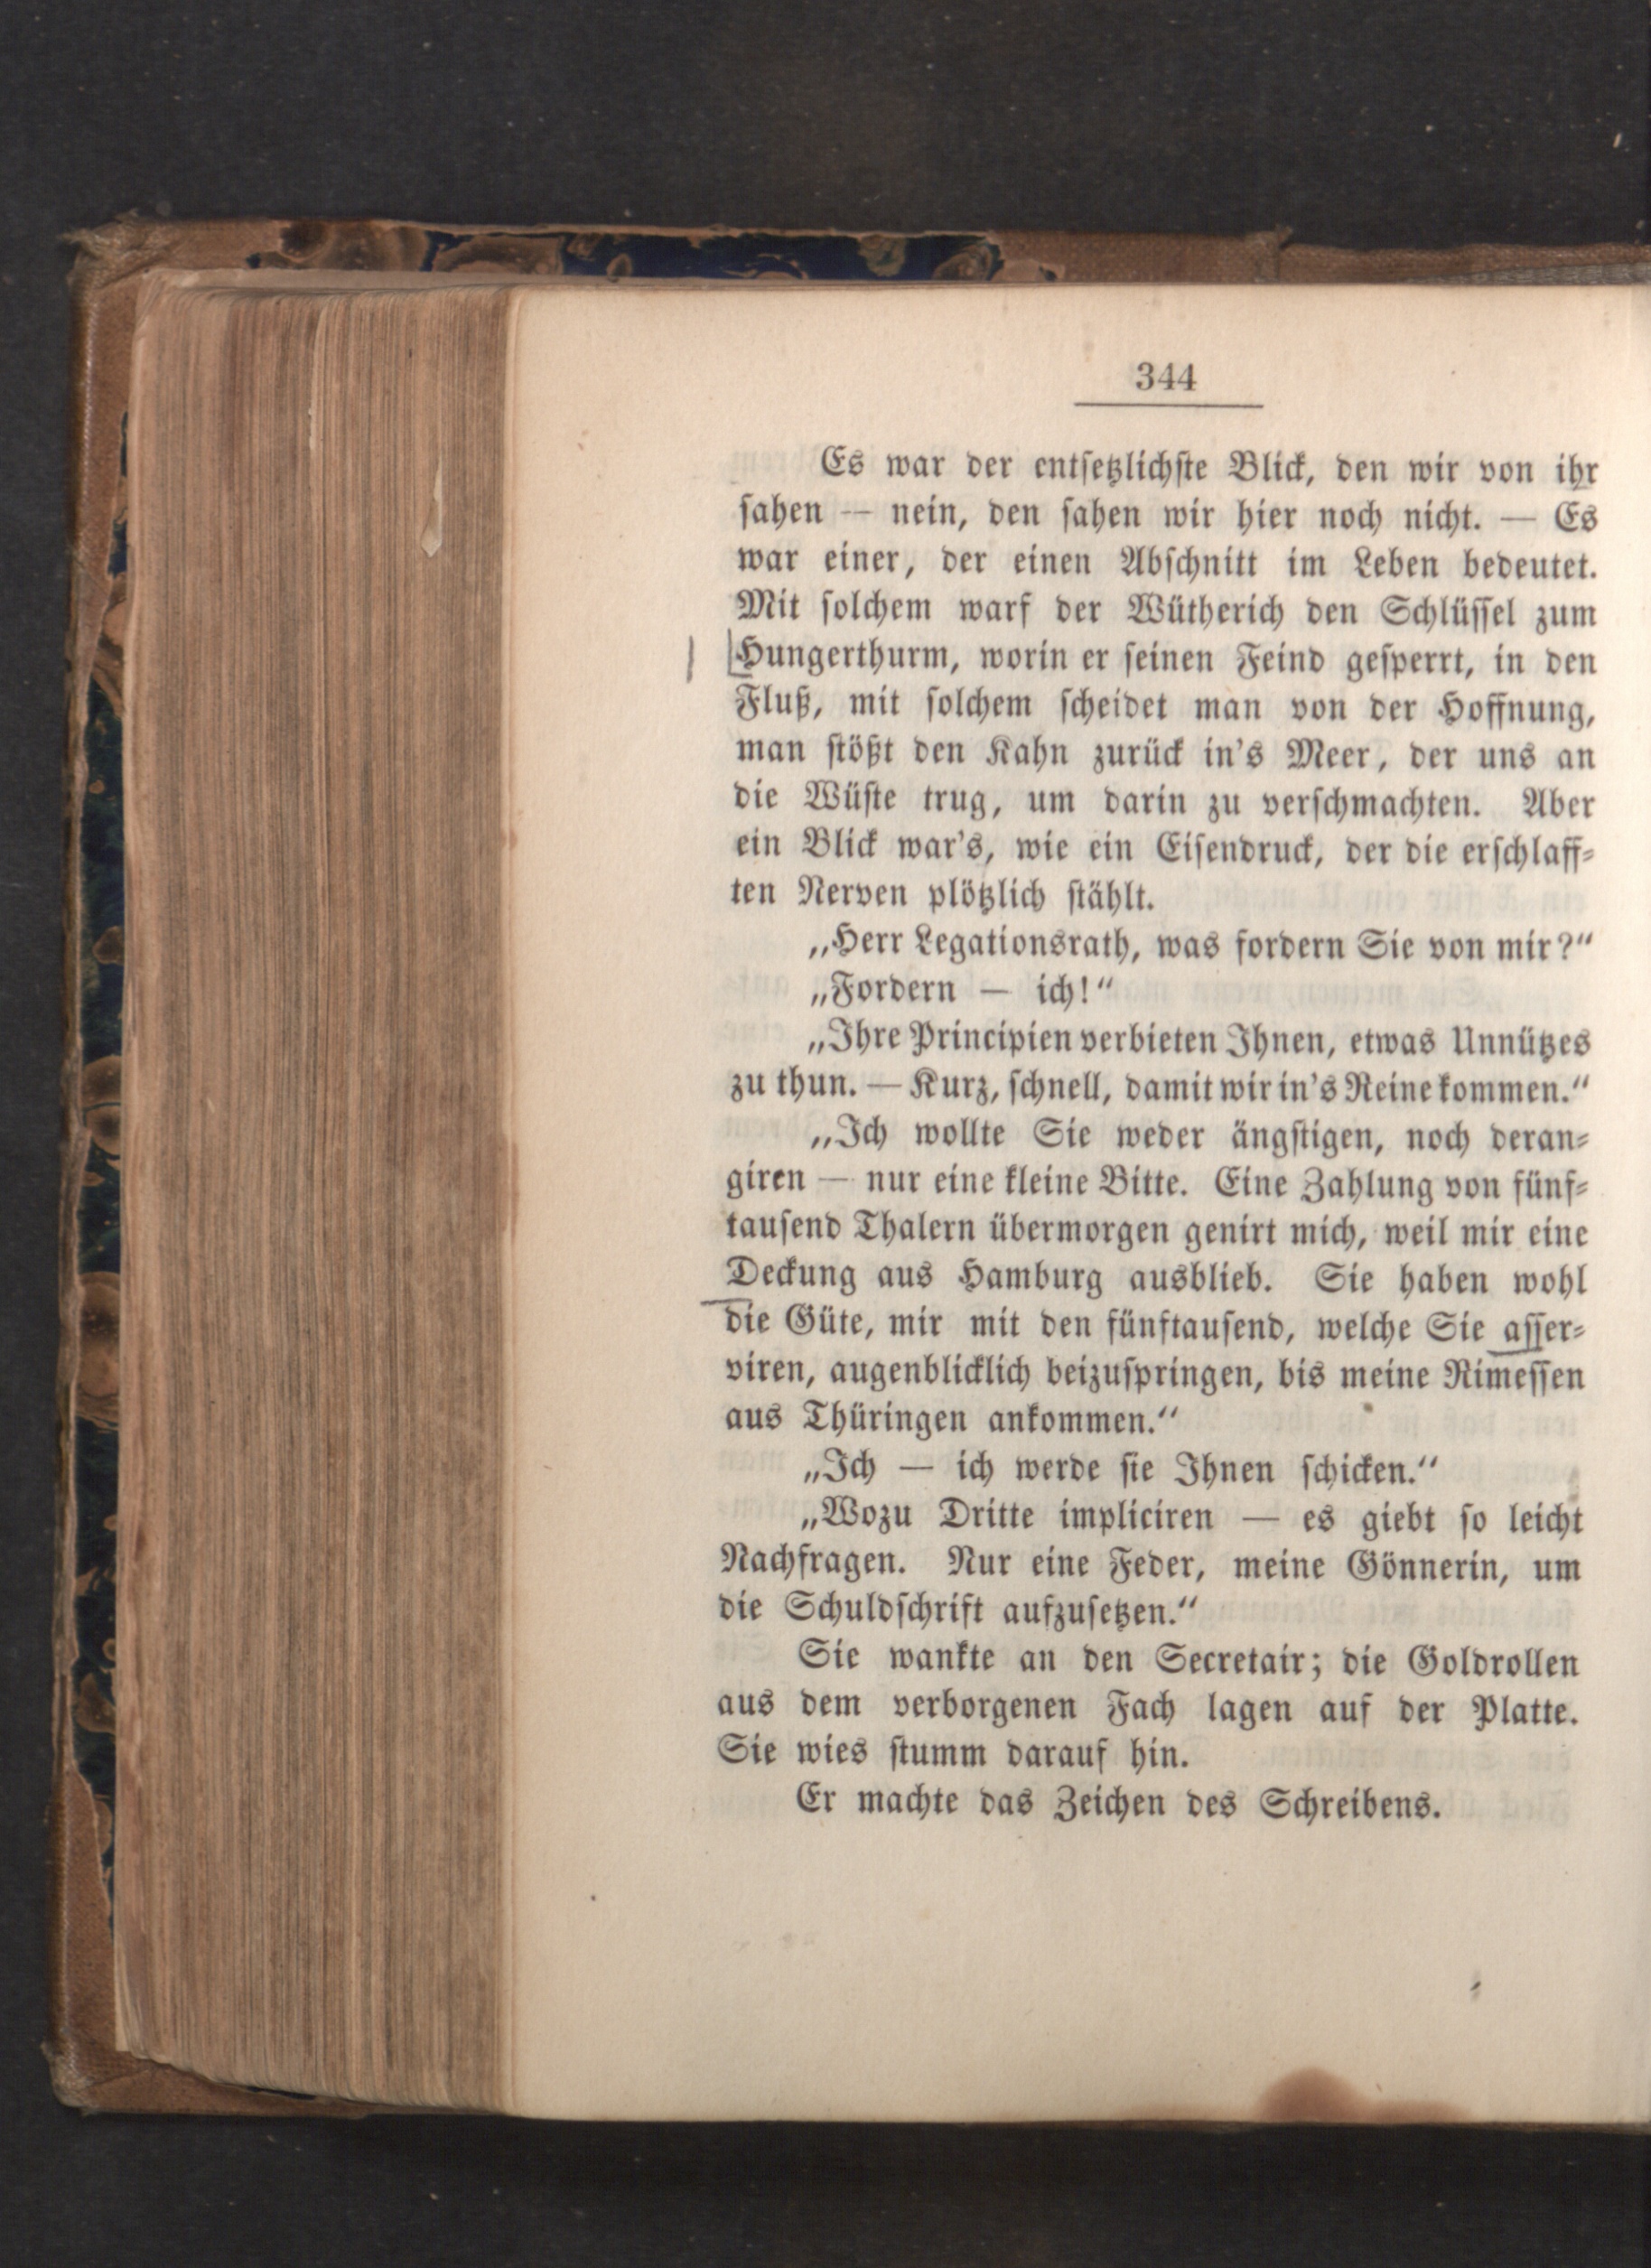 344
Es war der entsetzlichste Blick, den wir von ihr
sahen — nein, den sahen wir hier noch nicht. — Es
war einer, der einen Abschnitt im Leben bedeutet.
Mit solchem warf der Wütherich den Schlüssel zum
Hungerthurm, worin er seinen Feind gesperrt, in den
Fluß, mit solchem scheidet man von der Hoffnung,
man stößt den Kahn zurück in's Meer, der uns an
die Wüste trug, um darin zu verschmachten. Aber
ein Blick war's, wie ein Eisendruck, der die erschlaff-
ten Nerven plötzlich stählt.
„Herr Legationsrath, was fordern Sie von mir?“
„Fordern — ich!“
„Ihre Principien verbieten Ihnen, etwas Unnützes
zu thun. — Kurz, schnell, damit wir in's Reine kommen.“
„Ich wollte Sie weder ängstigen, noch deran-
giren — nur eine kleine Bitte. Eine Zahlung von fünf-
tausend Thalern übermorgen genirt mich, weil mir eine
Deckung aus Hamburg ausblieb. Sie haben wohl
die Güte, mir mit den fünftausend, welche Sie asser-
viren, augenblicklich beizuspringen, bis meine Rimessen
aus Thüringen ankommen.“
„Ich — ich werde sie Ihnen schicken.“
„Wozu Dritte impliciren — es giebt so leicht
Nachfragen. Nur eine Feder, meine Gönnerin, um
die Schuldschrift aufzusetzen.“
Sie wankte an den Secretair; die Goldrollen
aus dem verborgenen Fach lagen auf der Platte.
Sie wies stumm darauf hin.
Er machte das Zeichen des Schreibens.